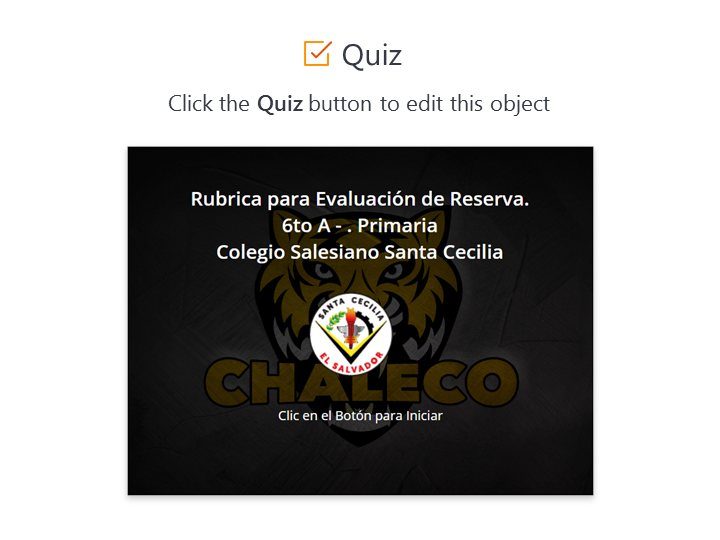 Quiz
Click the Quiz button to edit this object
Rubrica para Evaluación de Reserva.
6to A - . Primaria
Colegio Salesiano Santa Cecilia
SANTA CECILIA
EL SALVADOR
CHALECO
Clic en el Botón para Iniciar